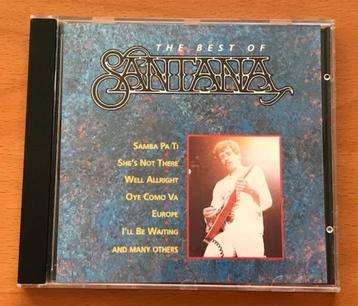 THE BEST OF
SANTANA
SAMBA PA TI
SHE'S NOT THERE
WELL ALLRIGHT
OYE COMO VA
EUROPE
I'LL BE WAITING
AND MANY OTHERS